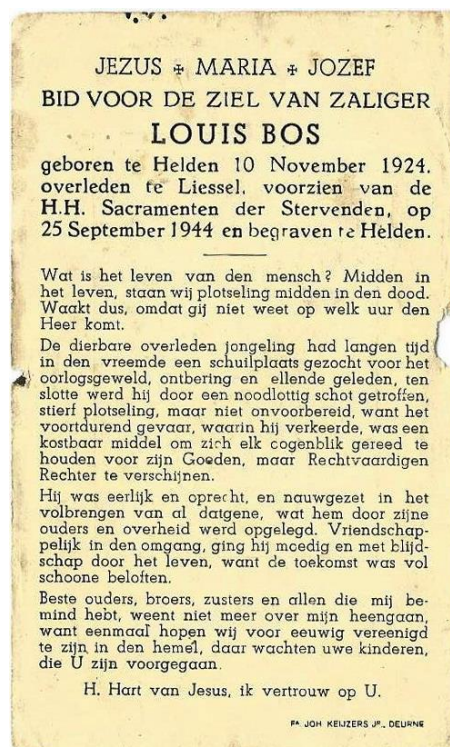 JEZUS ✠ MARIA ✠ JOZEF
BID VOOR DE ZIEL VAN ZALIGER
LOUIS BOS
geboren te Helden 10 November 1924.
overleden te Liessel, voorzien van de
H.H. Sacramenten der Stervenden, op
25 September 1944 en begraven te Helden.
Wat is het leven van den mensch? Midden in
het leven, staan wij plotseling midden in den dood.
Waakt dus, omdat gij niet weet op welk uur den
Heer komt.
De dierbare overleden jongeling had langen tijd
in den vreemde een schuilplaats gezocht voor het
oorlogsgeweld, ontbering en ellende geleden, ten
slotte werd hij door een noodlottig schot getroffen,
stierf plotseling, maar niet onvoorbereid, want het
voortdurend gevaar, waarin hij verkeerde, was een
kostbaar middel om zich elk oogenblik gereed te
houden voor zijn Goeden, maar Rechtvaardigen
Rechter te verschijnen.
Hij was eerlijk en oprecht, en nauwgezet in het
volbrengen van al datgene, wat hem door zijne
ouders en overheid werd opgelegd. Vriendschap-
pelijk in den omgang, ging hij moedig en met blijd-
schap door het leven, want de toekomst was vol
schoone beloften.
Beste ouders, broers, zusters en allen die mij be-
mind hebt, weent niet meer over mijn heengaan,
want eenmaal hopen wij voor eeuwig vereenigd
te zijn in den hemel, daar wachten uwe kinderen,
die U zijn voorgegaan.
H. Hart van Jesus, ik vertrouw op U.
FA JOH KEIJZERS JR., DEURNE